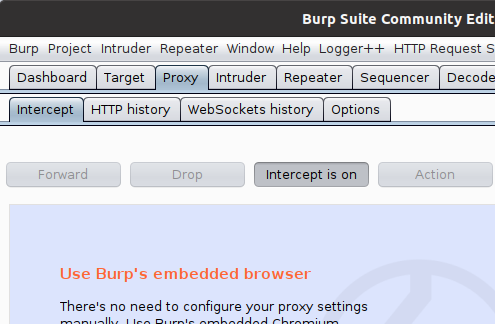 Burp Suite Community Edit
Burp Project Intruder Repeater Window Help Logger++ HTTP Request S
Dashboard Target Proxy Intruder Repeater Sequencer Decode
Intercept HTTP history WebSockets history Options
Forward Drop Intercept is on Action
Use Burp's embedded browser
There's no need to configure your proxy settings
manually. Use Burp's embedded Chromium